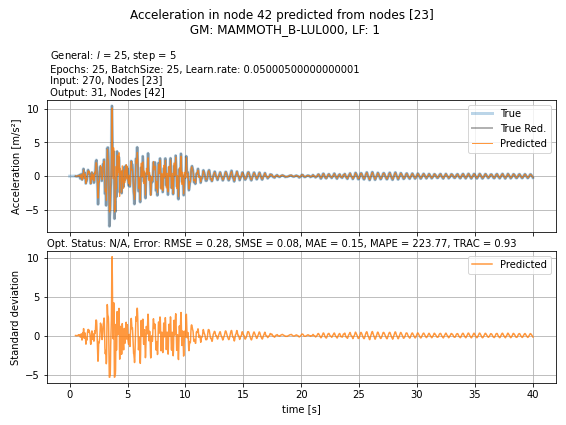 Acceleration in node 42 predicted from nodes [23]
GM: MAMMOTH_B-LUL000, LF: 1
General: l = 25, step = 5
Epochs: 25, BatchSize: 25, Learn.rate: 0.05000500000000001
Input: 270, Nodes [23]
Output: 31, Nodes [42]
Acceleration [m/s²]
10
5
0
−5
True
True Red.
Predicted
Opt. Status: N/A, Error: RMSE = 0.28, SMSE = 0.08, MAE = 0.15, MAPE = 223.77, TRAC = 0.93
Standard deviation
10
5
0
−5
Predicted
0 5 10 15 20 25 30 35 40
time [s]